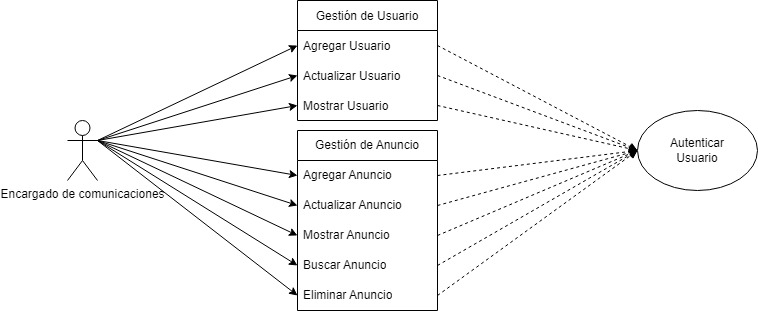 Gestión de Usuario
Agregar Usuario
Actualizar Usuario
Mostrar Usuario
Encargado de comunicaciones
Gestión de Anuncio
Agregar Anuncio
Actualizar Anuncio
Mostrar Anuncio
Buscar Anuncio
Eliminar Anuncio
Autenticar
Usuario